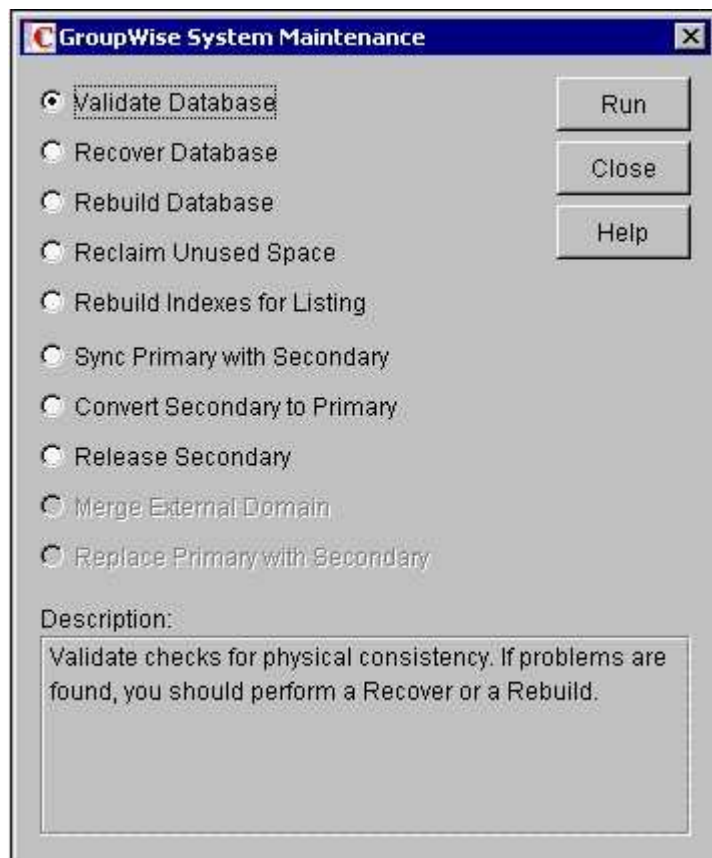 GroupWise System Maintenance
Validate Database
Run
Recover Database
Close
Rebuild Database
Help
Reclaim Unused Space
Rebuild Indexes for Listing
Sync Primary with Secondary
Convert Secondary to Primary
Release Secondary
Merge External Domain
Replace Primary with Secondary
Description:
Validate checks for physical consistency. If problems are
found, you should perform a Recover or a Rebuild.